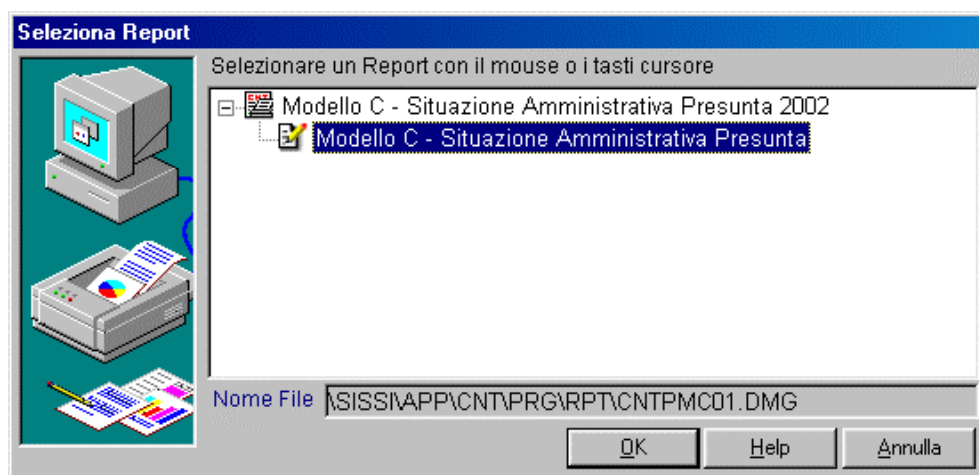 Seleziona Report
Selezionare un Report con il mouse o i tasti cursore
Modello C - Situazione Amministrativa Presunta 2002
Modello C - Situazione Amministrativa Presunta
Nome File \SISSI\APP\CNT\PRG\RPT\CNTPMC01.DMG
OK Help Annulla